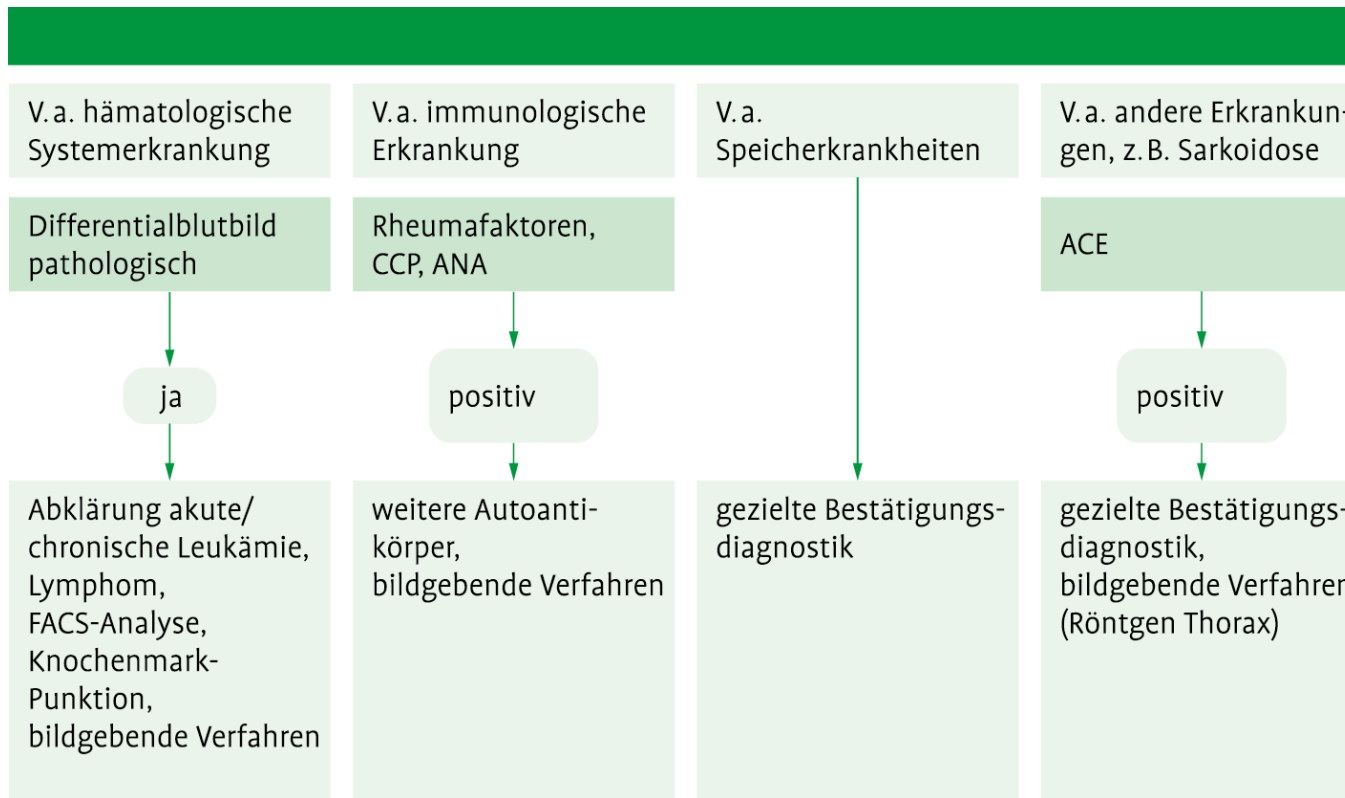 V. a. hämatologische
Systemerkrankung
Differentialblutbild
pathologisch
ja
Abklärung akute/
chronische Leukämie,
Lymphom,
FACS-Analyse,
Knochenmark-
Punktion,
bildgebende Verfahren
V. a. immunologische
Erkrankung
Rheumafaktoren,
CCP, ANA
positiv
weitere Autoanti-
körper,
bildgebende Verfahren
V. a.
Speicherkrankheiten
gezielte Bestätigungs-
diagnostik
V. a. andere Erkrankun-
gen, z. B. Sarkoidose
ACE
positiv
gezielte Bestätigungs-
diagnostik,
bildgebende Verfahren
(Röntgen Thorax)